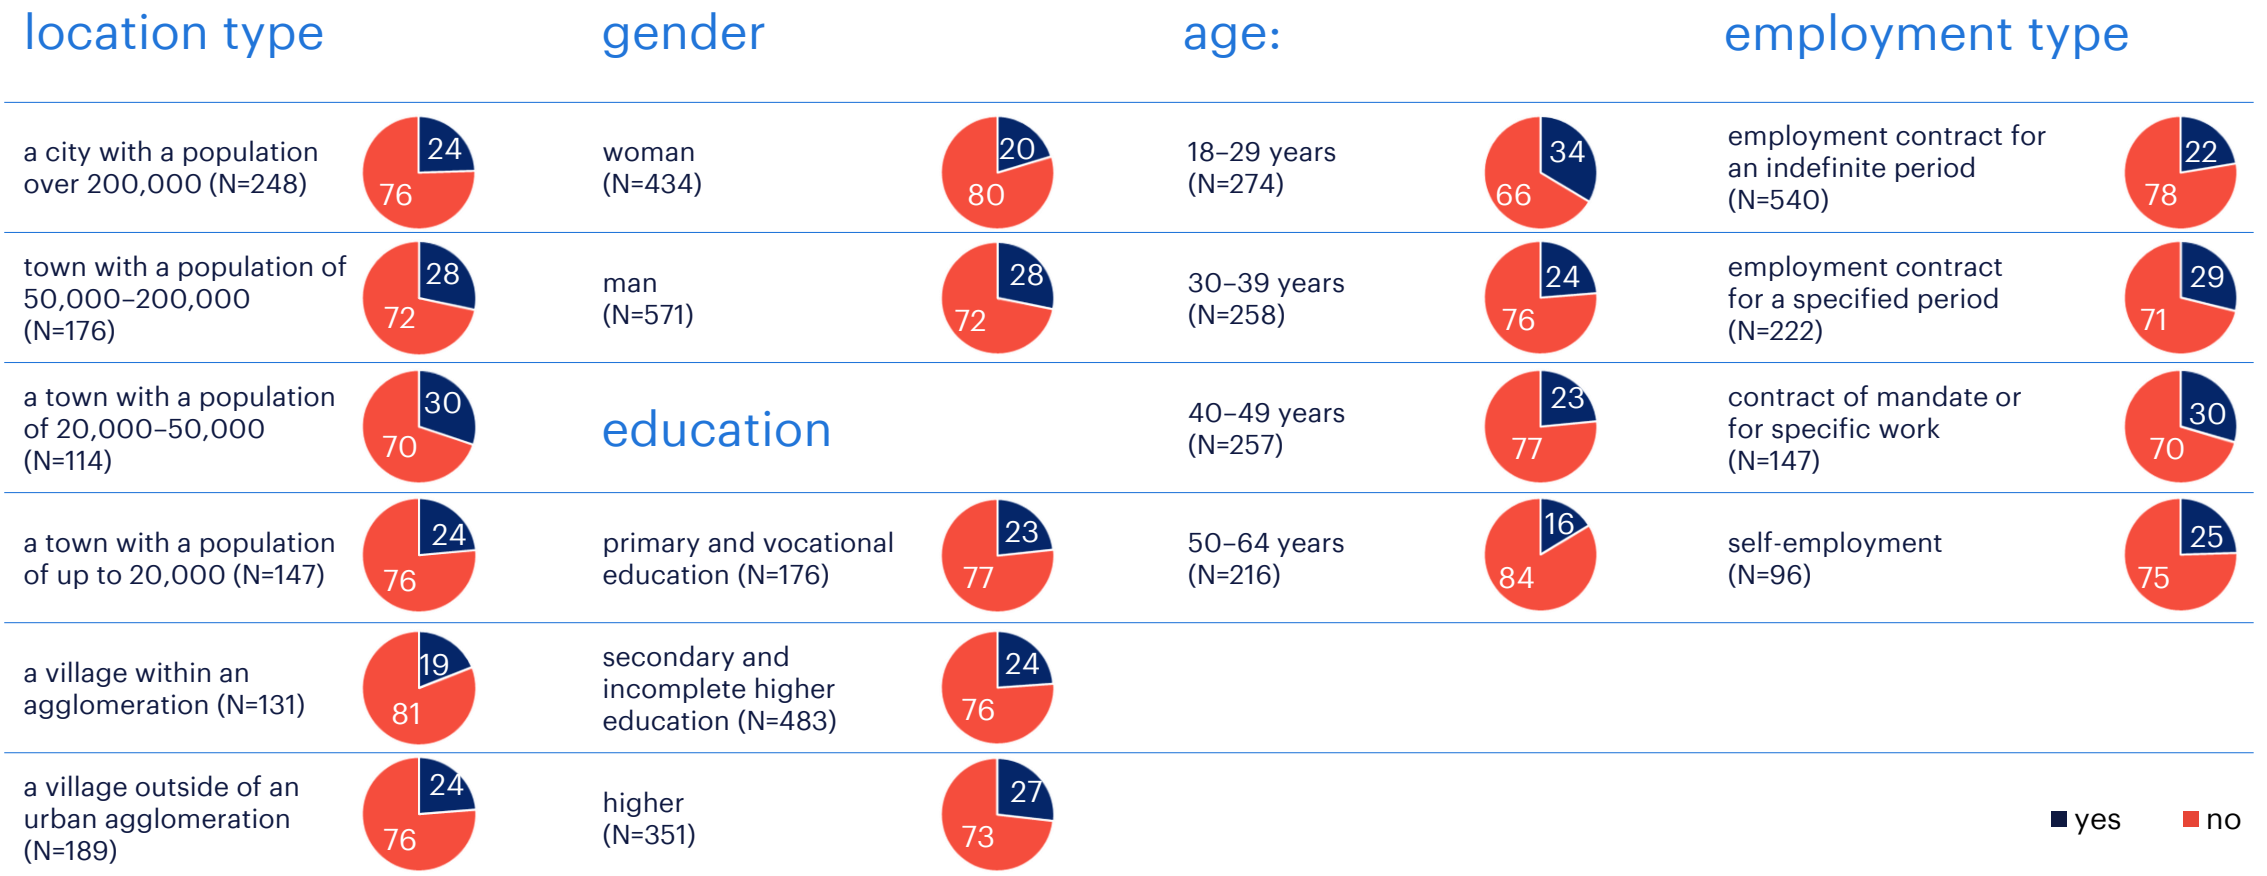 location type
a city with a population
over 200,000 (N=248)
24
76
town with a population of
50,000–200,000
(N=176)
28
72
a town with a population
of 20,000–50,000
(N=114)
30
70
a town with a population
of up to 20,000 (N=147)
24
76
a village within an
agglomeration (N=131)
19
81
a village outside of an
urban agglomeration
(N=189)
24
76
gender
woman
(N=434)
20
80
man
(N=571)
28
72
education
primary and vocational
education (N=176)
23
77
secondary and
incomplete higher
education (N=483)
24
76
higher
(N=351)
27
73
age:
18–29 years
(N=274)
34
66
30–39 years
(N=258)
24
76
40–49 years
(N=257)
23
77
50–64 years
(N=216)
16
84
employment type
employment contract for
an indefinite period
(N=540)
22
78
employment contract
for a specified period
(N=222)
29
71
contract of mandate or
for specific work
(N=147)
30
70
self-employment
(N=96)
25
75
yes no